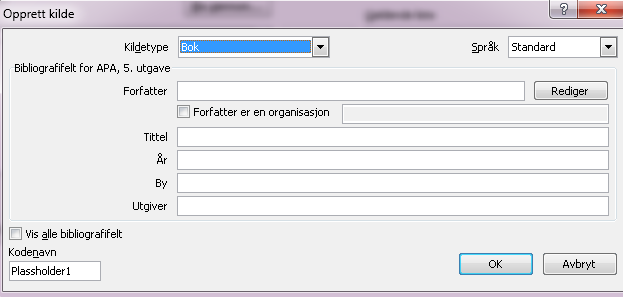 Opprett kilde
Kildetype Bok Språk Standard
Bibliografifelt for APA, 5. utgave
Forfatter Rediger
Forfatter er en organisasjon
Tittel
År
By
Utgiver
Vis alle bibliografifelt
Kodenavn
Plassholder1 OK Avbryt